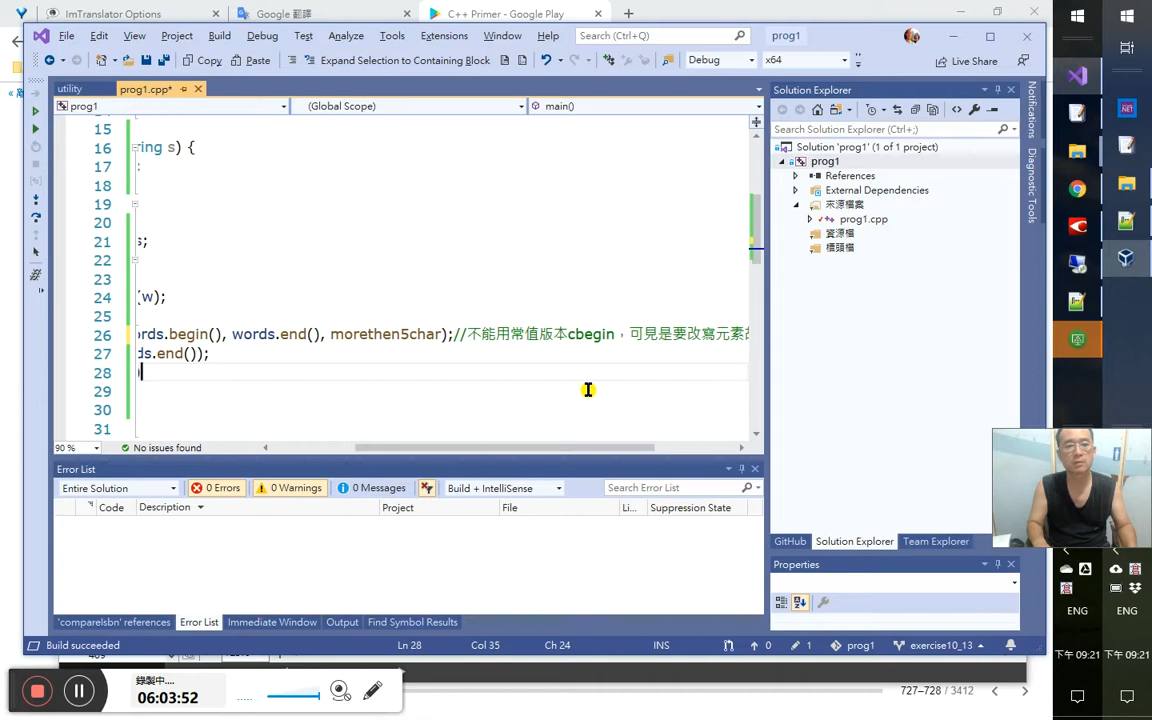 ImTranslator Options
Google 翻譯
C++ Primer - Google Play
File Edit View Project Build Debug Test Analyze Tools Extensions Window Help Search (Ctrl+Q) prog1
Copy Paste Expand Selection to Containing Block Debug x64 Live Share
utility prog1.cpp*
prog1 (Global Scope) main()
15
16 ring s) {
17
18
19
20
21 s;
22
23
24 (w);
25
26 ords.begin(), words.end(), morethen5char);//不能用常值版本cbegin，可見是要改寫元素
27 ds.end());
28 )
29
30
31
90 % No issues found
Solution Explorer
Search Solution Explorer (Ctrl+;)
Solution 'prog1' (1 of 1 project)
prog1
References
External Dependencies
來源檔案
prog1.cpp
資源檔
標頭檔
Notifications
Diagnostic Tools
GitHub Solution Explorer Team Explorer
Properties
Error List
Entire Solution 0 Errors 0 Warnings 0 Messages Build + IntelliSense Search Error List
Code Description Project File Li... Suppression State
'compareIsbn' references Error List Immediate Window Output Find Symbol Results
Build succeeded Ln 28 Col 35 Ch 24 INS 0 1 prog1 exercise10_13
錄製中...
06:03:52
727–728 / 3412
ENG ENG
下午 09:21 下午 09:21